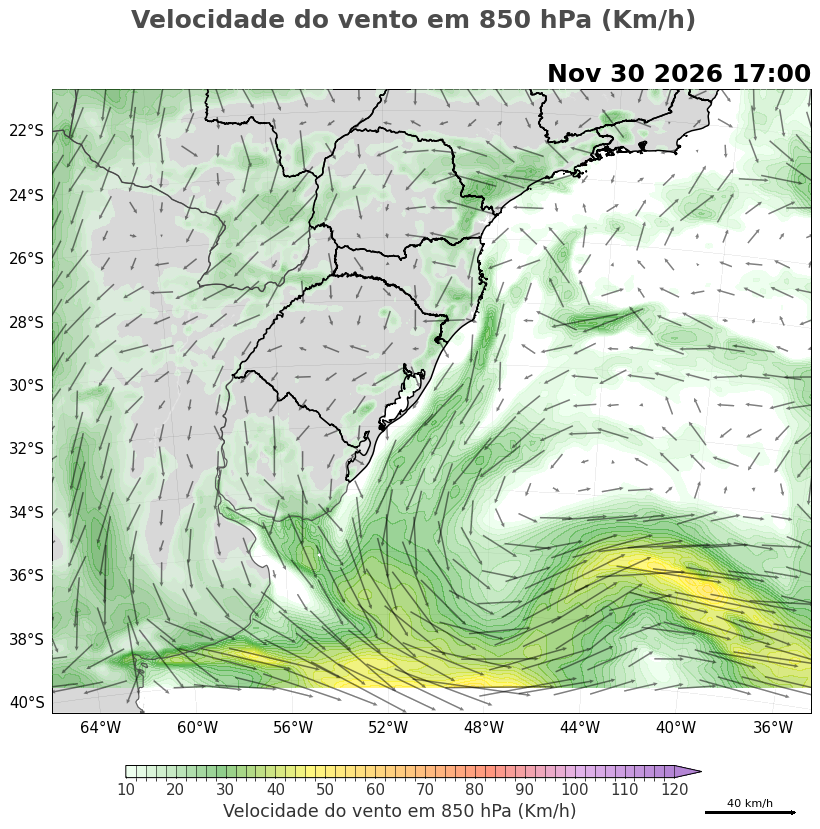 Velocidade do vento em 850 hPa (Km/h)
Nov 30 2026 17:00
22°S
24°S
26°S
28°S
30°S
32°S
34°S
36°S
38°S
40°S
64°W 60°W 56°W 52°W 48°W 44°W 40°W 36°W
10 20 30 40 50 60 70 80 90 100 110 120
Velocidade do vento em 850 hPa (Km/h)
40 km/h